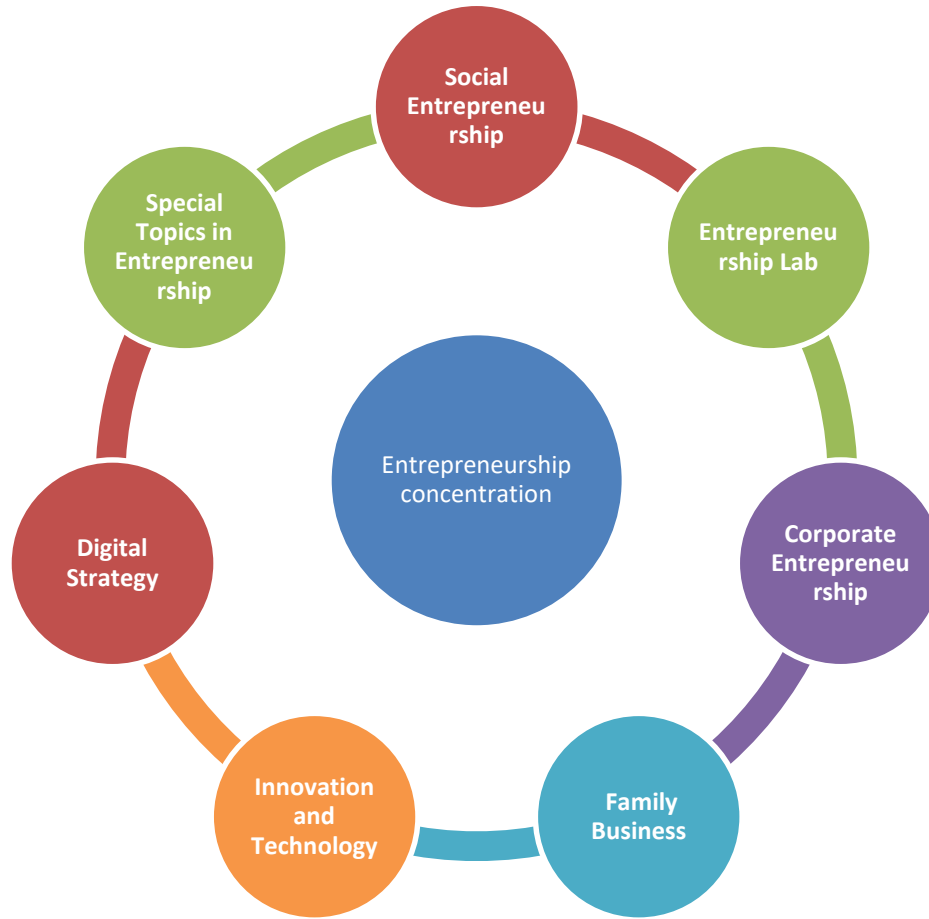 Social
Entrepreneu
rship
Entrepreneu
rship Lab
Corporate
Entrepreneu
rship
Family
Business
Innovation
and
Technology
Digital
Strategy
Special
Topics in
Entrepreneu
rship
Entrepreneurship
concentration